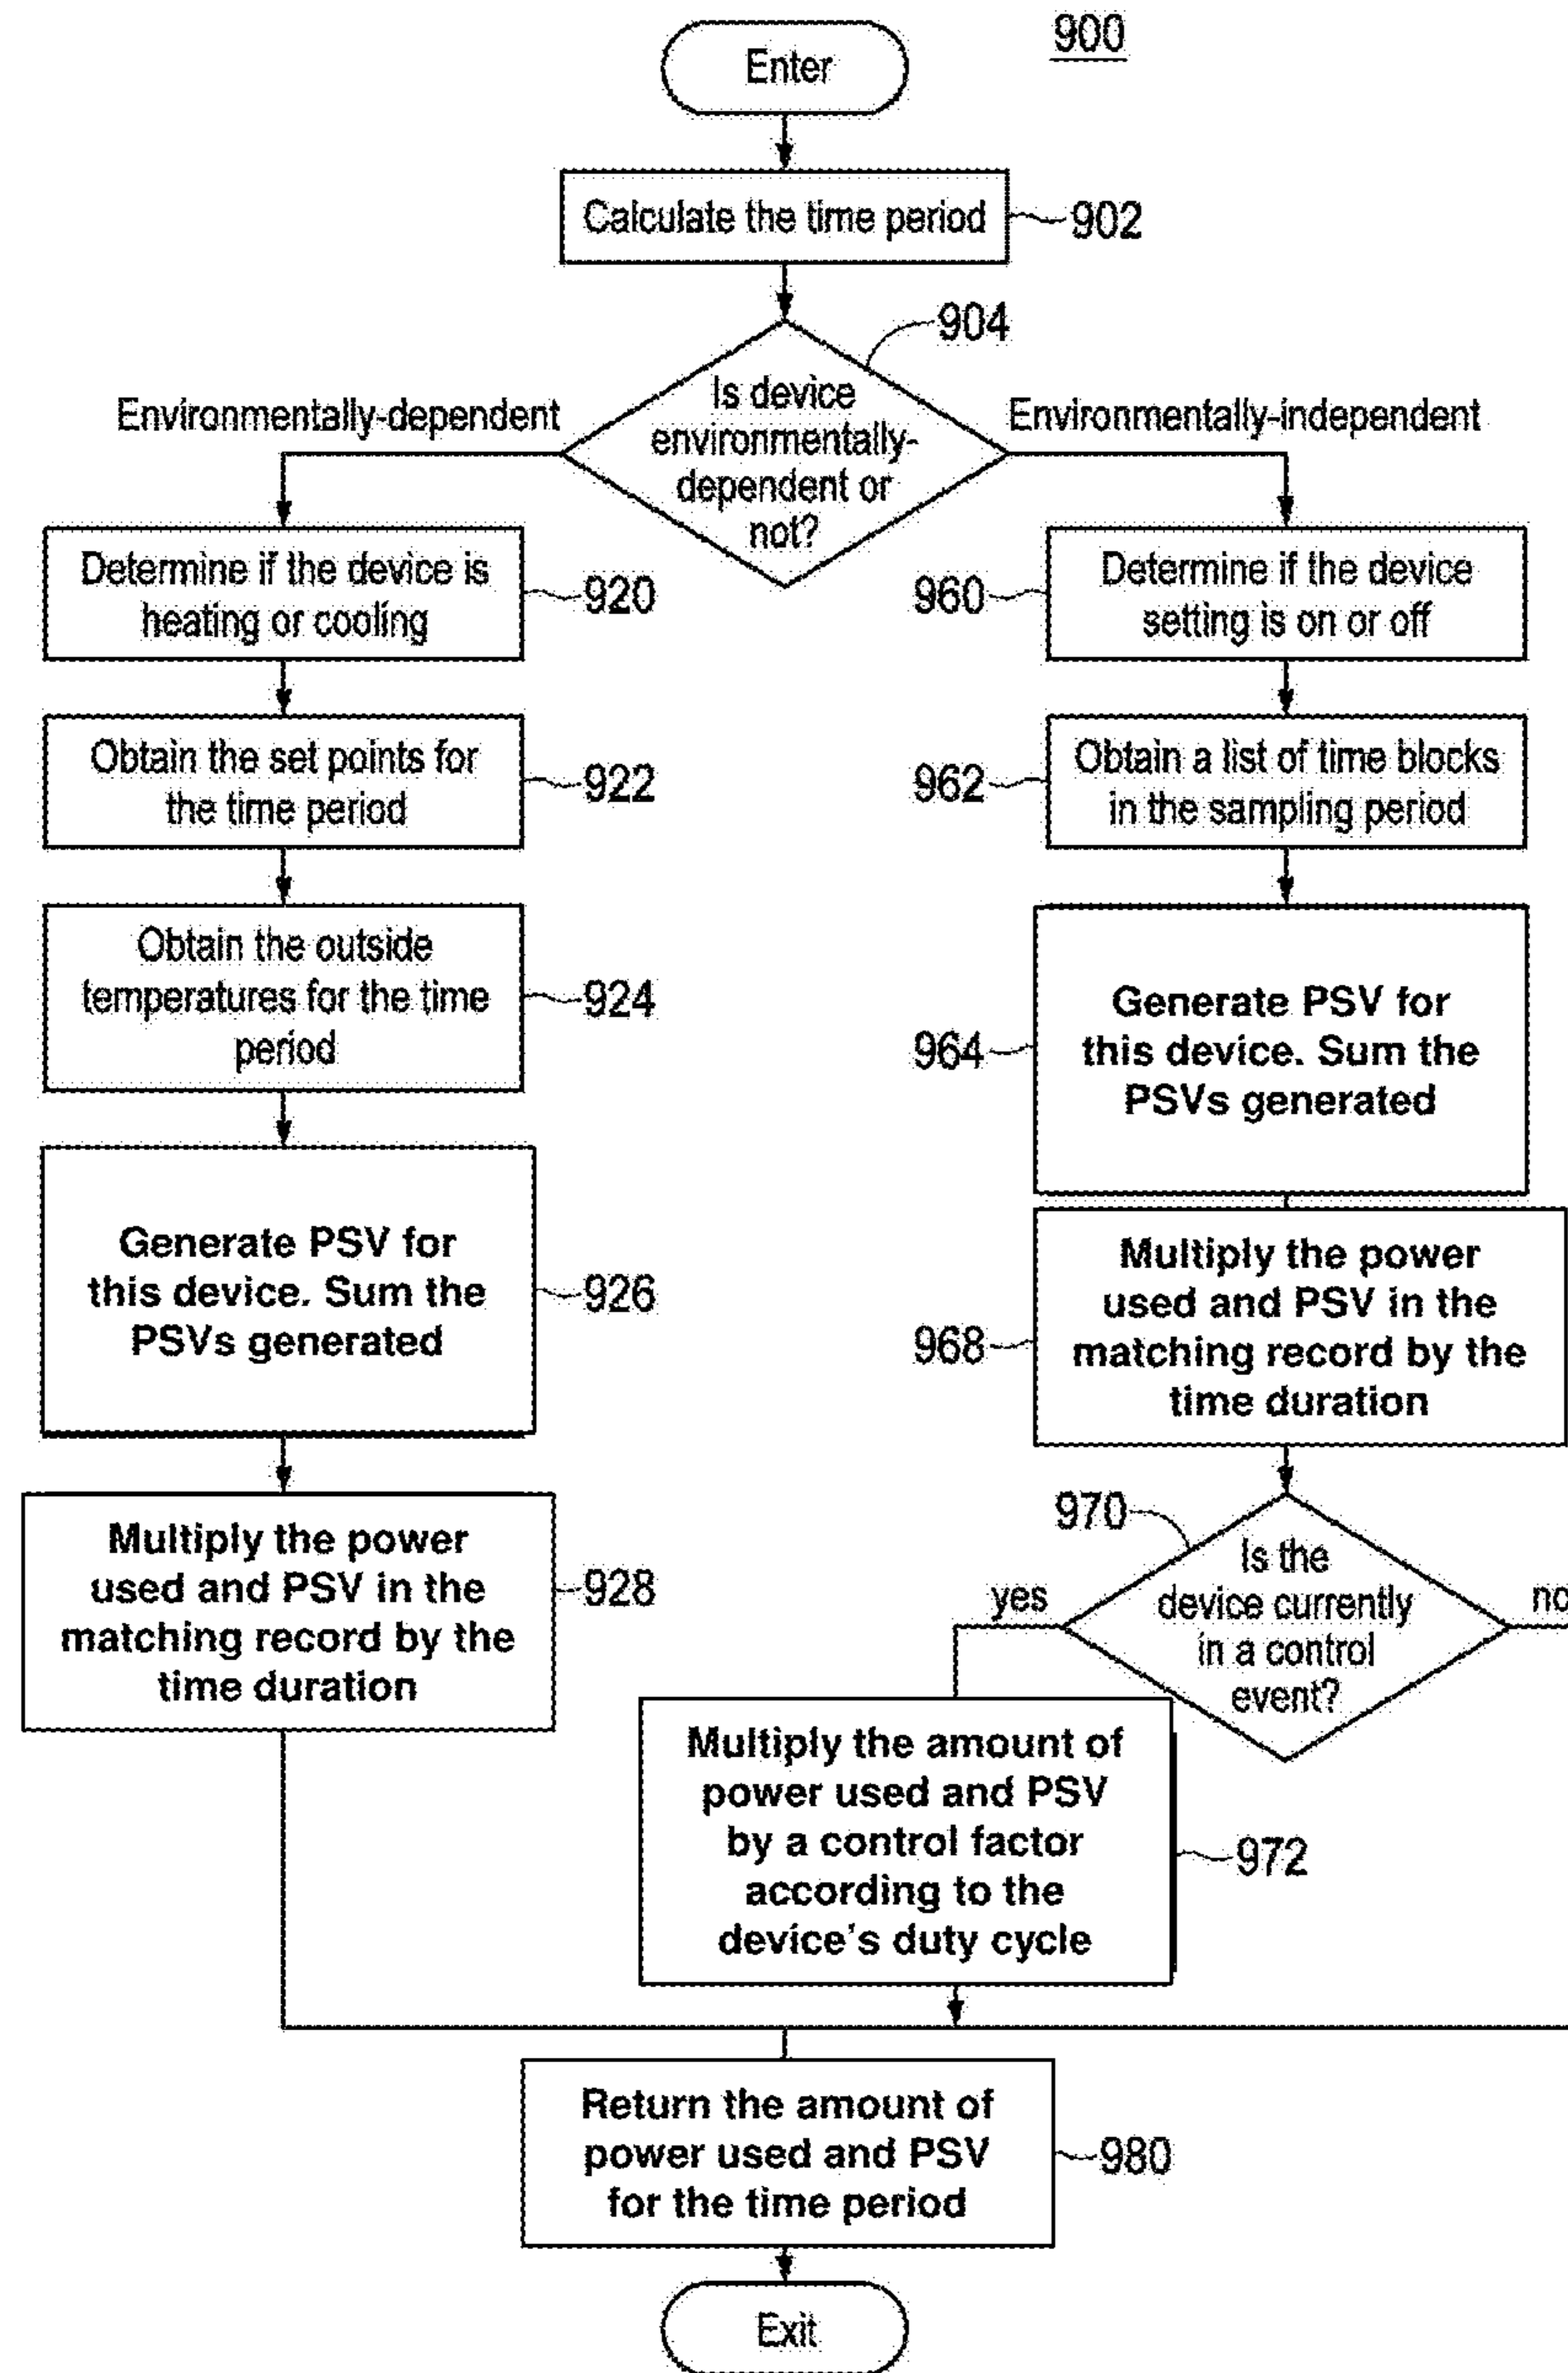 900
Enter
Calculate the time period
902
904
Is device
environmentally-
dependent or
not?
Environmentally-dependent
Environmentally-independent
Determine if the device is
heating or cooling
920
Obtain the set points for
the time period
922
Obtain the outside
temperatures for the time
period
924
Generate PSV for
this device. Sum the
PSVs generated
926
Multiply the power
used and PSV in the
matching record by the
time duration
928
960
Determine if the device
setting is on or off
962
Obtain a list of time blocks
in the sampling period
964
Generate PSV for
this device. Sum the
PSVs generated
968
Multiply the power
used and PSV in the
matching record by the
time duration
970
Is the
device currently
in a control
event?
yes
Multiply the amount of
power used and PSV
by a control factor
according to the
device's duty cycle
972
Return the amount of
power used and PSV
for the time period
980
Exit